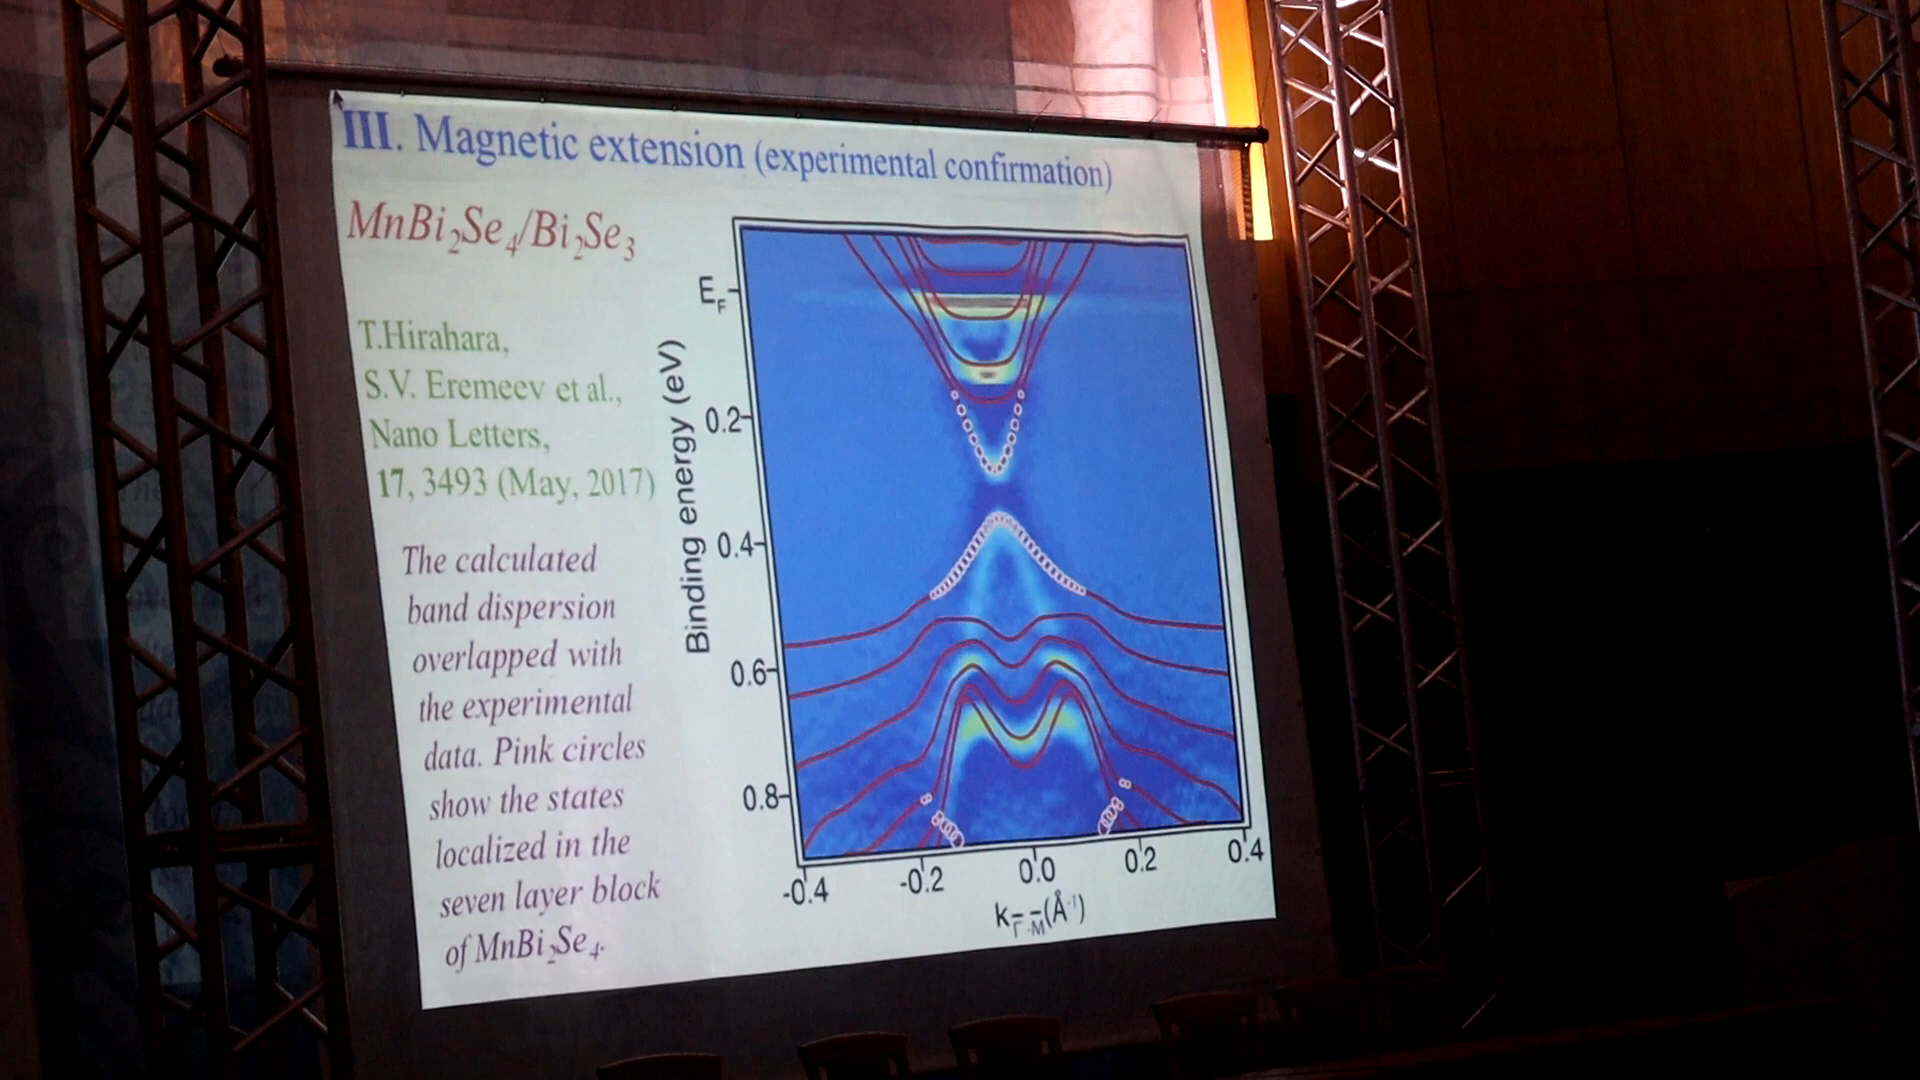 III. Magnetic extension (experimental confirmation)
MnBi₂Se₄/Bi₂Se₃
T.Hirahara,
S.V. Eremeev et al.,
Nano Letters,
17, 3493 (May, 2017)
The calculated
band dispersion
overlapped with
the experimental
data. Pink circles
show the states
localized in the
seven layer block
of MnBi₂Se₄.
E_F
0.2
0.4
0.6
0.8
Binding energy (eV)
-0.4 -0.2 0.0 0.2 0.4
k Γ̄-M̄ (Å⁻¹)